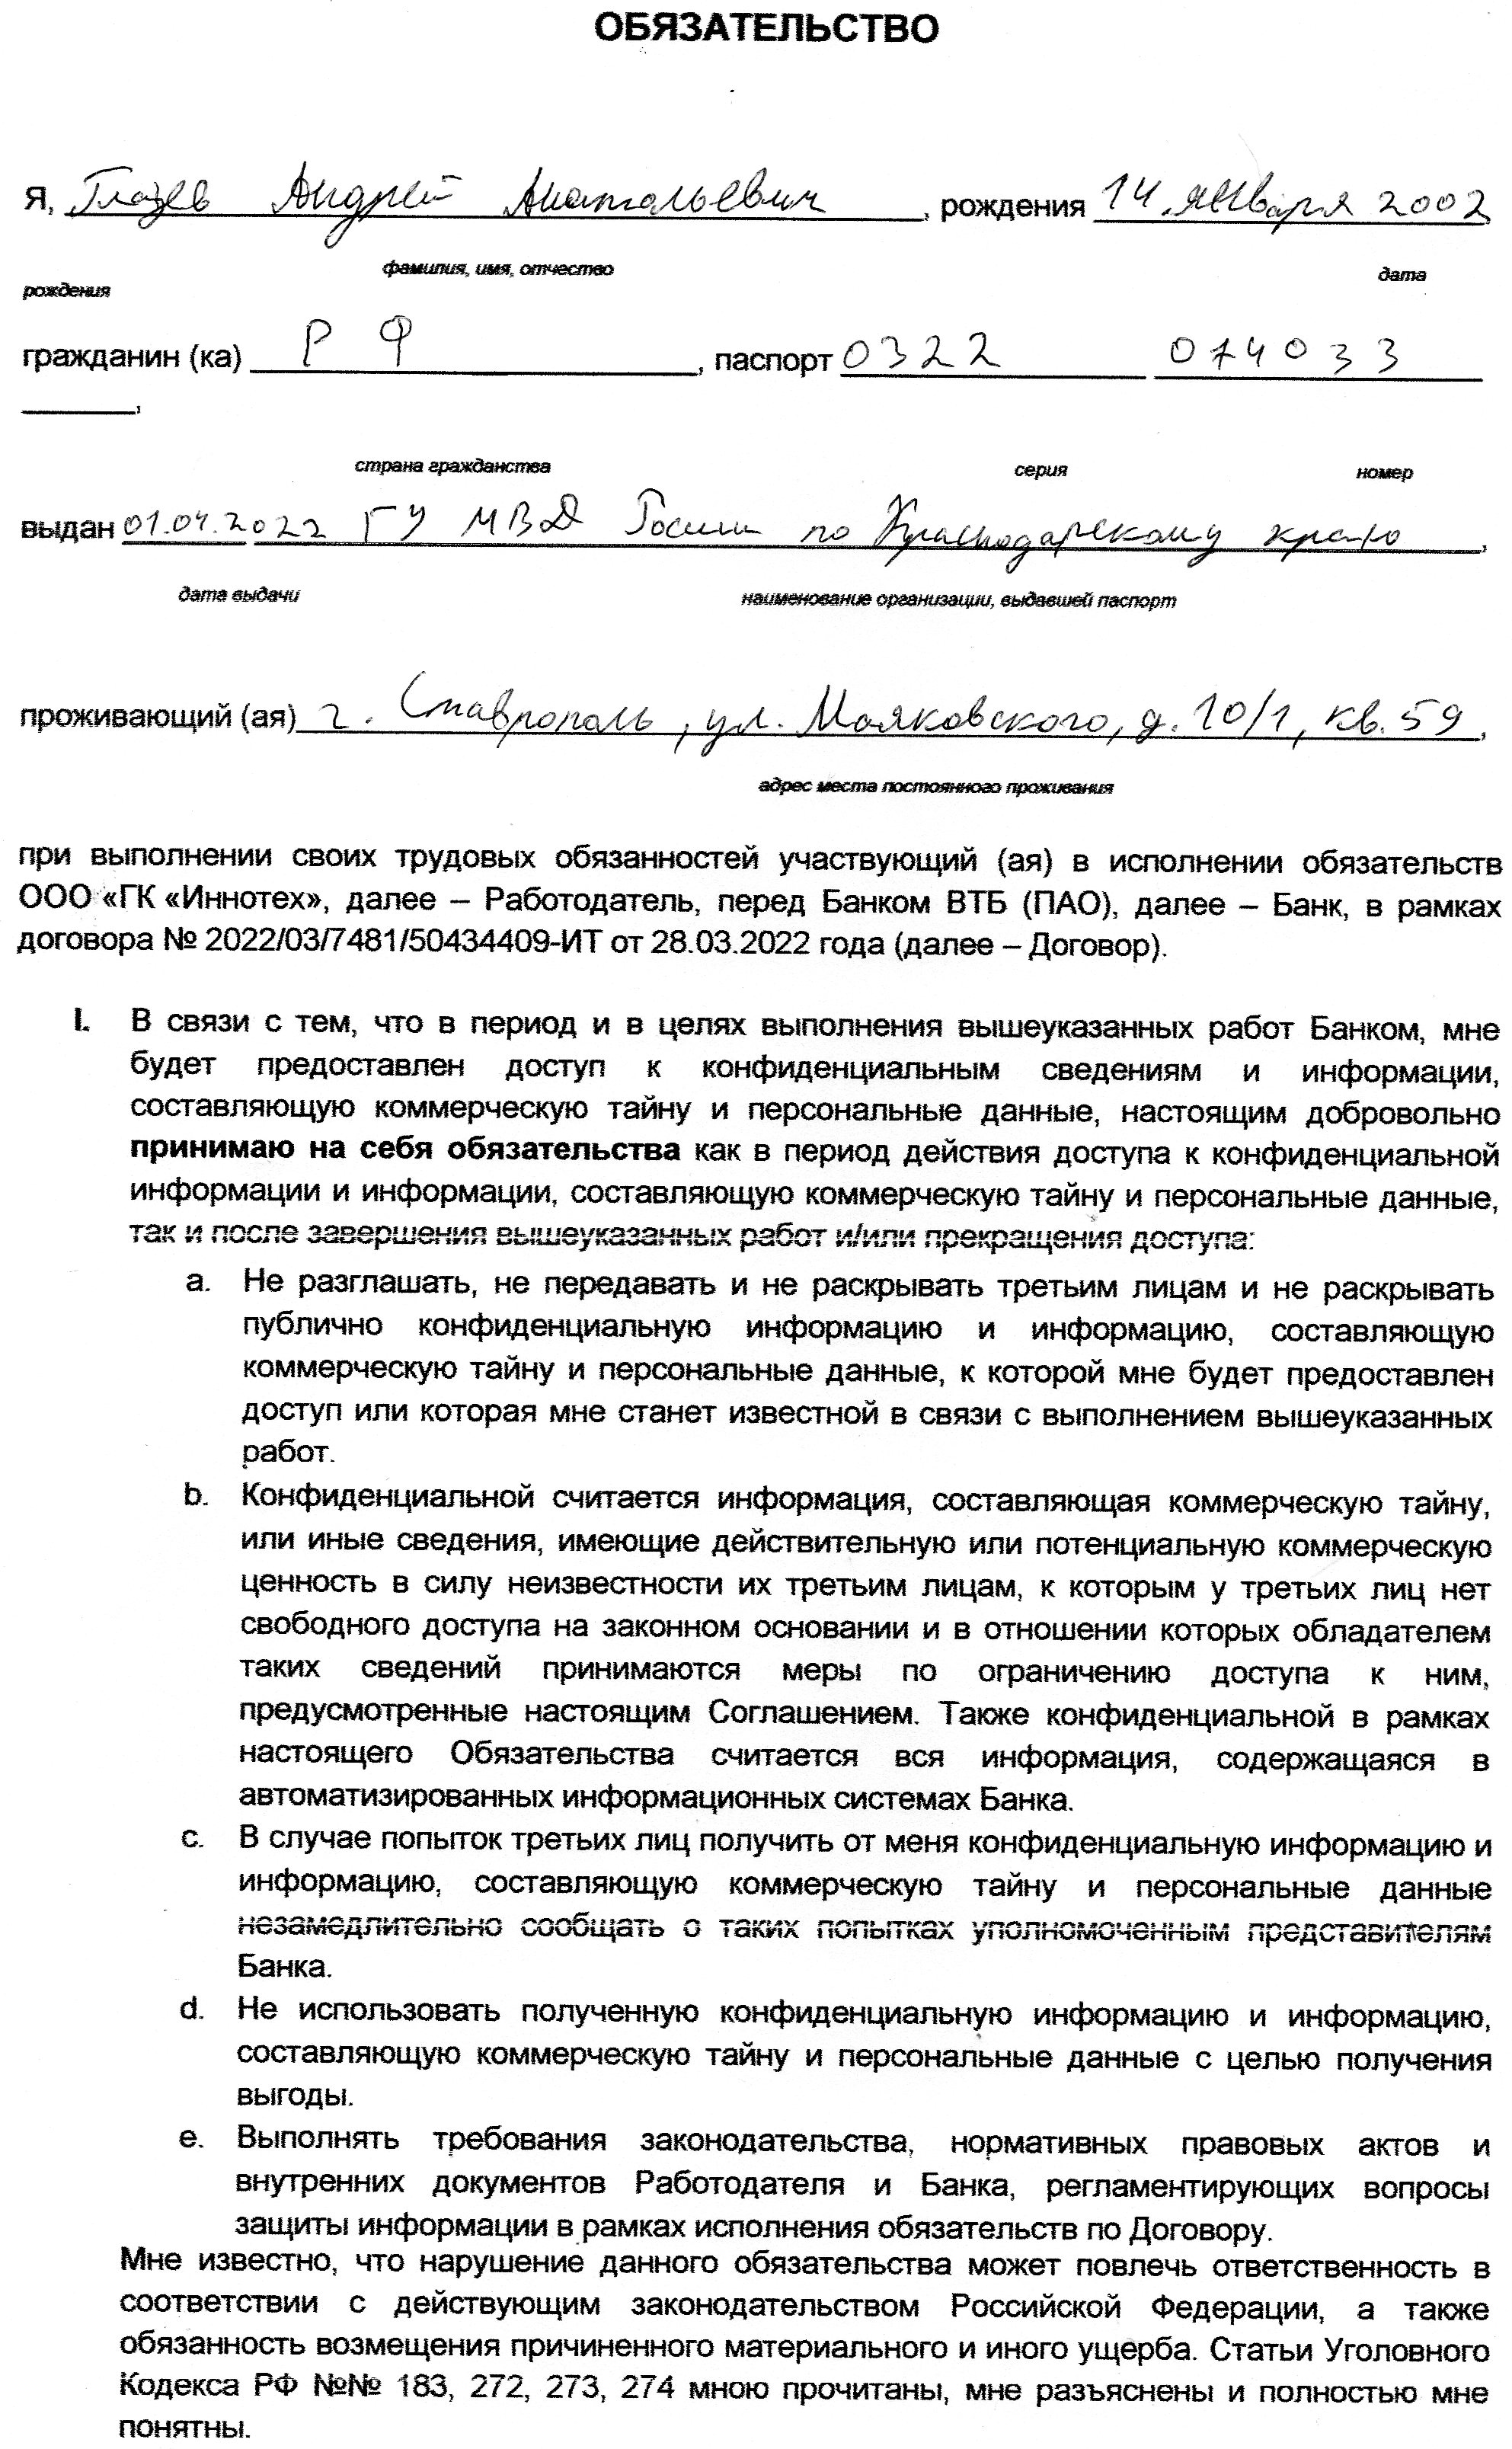 ОБЯЗАТЕЛЬСТВО
Я, Глазев Андрей Анатольевич, рождения 14 января 2002
фамилия, имя, отчество дата
рождения
гражданин (ка) РФ, паспорт 0322 074033
,
страна гражданства серия номер
выдан 01.04.2022 ГУ МВД России по Краснодарскому краю,
дата выдачи наименование организации, выдавшей паспорт
проживающий (ая) г. Ставрополь, ул. Маяковского, д. 10/1, кв. 59,
адрес места постоянного проживания
при выполнении своих трудовых обязанностей участвующий (ая) в исполнении обязательств
ООО «ГК «Иннотех», далее – Работодатель, перед Банком ВТБ (ПАО), далее – Банк, в рамках
договора № 2022/03/7481/50434409-ИТ от 28.03.2022 года (далее – Договор).
I. В связи с тем, что в период и в целях выполнения вышеуказанных работ Банком, мне
будет предоставлен доступ к конфиденциальным сведениям и информации,
составляющую коммерческую тайну и персональные данные, настоящим добровольно
принимаю на себя обязательства как в период действия доступа к конфиденциальной
информации и информации, составляющую коммерческую тайну и персональные данные,
так и после завершения вышеуказанных работ и/или прекращения доступа:
a. Не разглашать, не передавать и не раскрывать третьим лицам и не раскрывать
публично конфиденциальную информацию и информацию, составляющую
коммерческую тайну и персональные данные, к которой мне будет предоставлен
доступ или которая мне станет известной в связи с выполнением вышеуказанных
работ.
b. Конфиденциальной считается информация, составляющая коммерческую тайну,
или иные сведения, имеющие действительную или потенциальную коммерческую
ценность в силу неизвестности их третьим лицам, к которым у третьих лиц нет
свободного доступа на законном основании и в отношении которых обладателем
таких сведений принимаются меры по ограничению доступа к ним,
предусмотренные настоящим Соглашением. Также конфиденциальной в рамках
настоящего Обязательства считается вся информация, содержащаяся в
автоматизированных информационных системах Банка.
c. В случае попыток третьих лиц получить от меня конфиденциальную информацию и
информацию, составляющую коммерческую тайну и персональные данные
незамедлительно сообщать о таких попытках уполномоченным представителям
Банка.
d. Не использовать полученную конфиденциальную информацию и информацию,
составляющую коммерческую тайну и персональные данные с целью получения
выгоды.
e. Выполнять требования законодательства, нормативных правовых актов и
внутренних документов Работодателя и Банка, регламентирующих вопросы
защиты информации в рамках исполнения обязательств по Договору.
Мне известно, что нарушение данного обязательства может повлечь ответственность в
соответствии с действующим законодательством Российской Федерации, а также
обязанность возмещения причиненного материального и иного ущерба. Статьи Уголовного
Кодекса РФ №№ 183, 272, 273, 274 мною прочитаны, мне разъяснены и полностью мне
понятны.